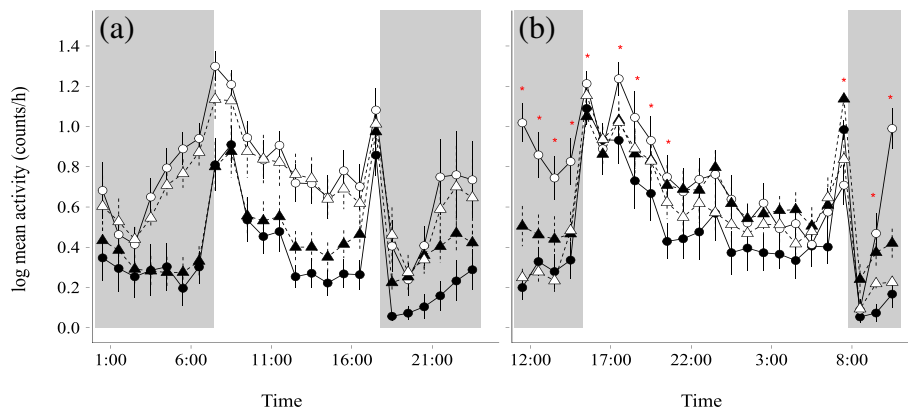 (a)
(b)
log mean activity (counts/h)
1.4
1.2
1.0
0.8
0.6
0.4
0.2
0.0
1:00 6:00 11:00 16:00 21:00
12:00 17:00 22:00 3:00 8:00
Time
Time
* * * * * * * * * * * * *